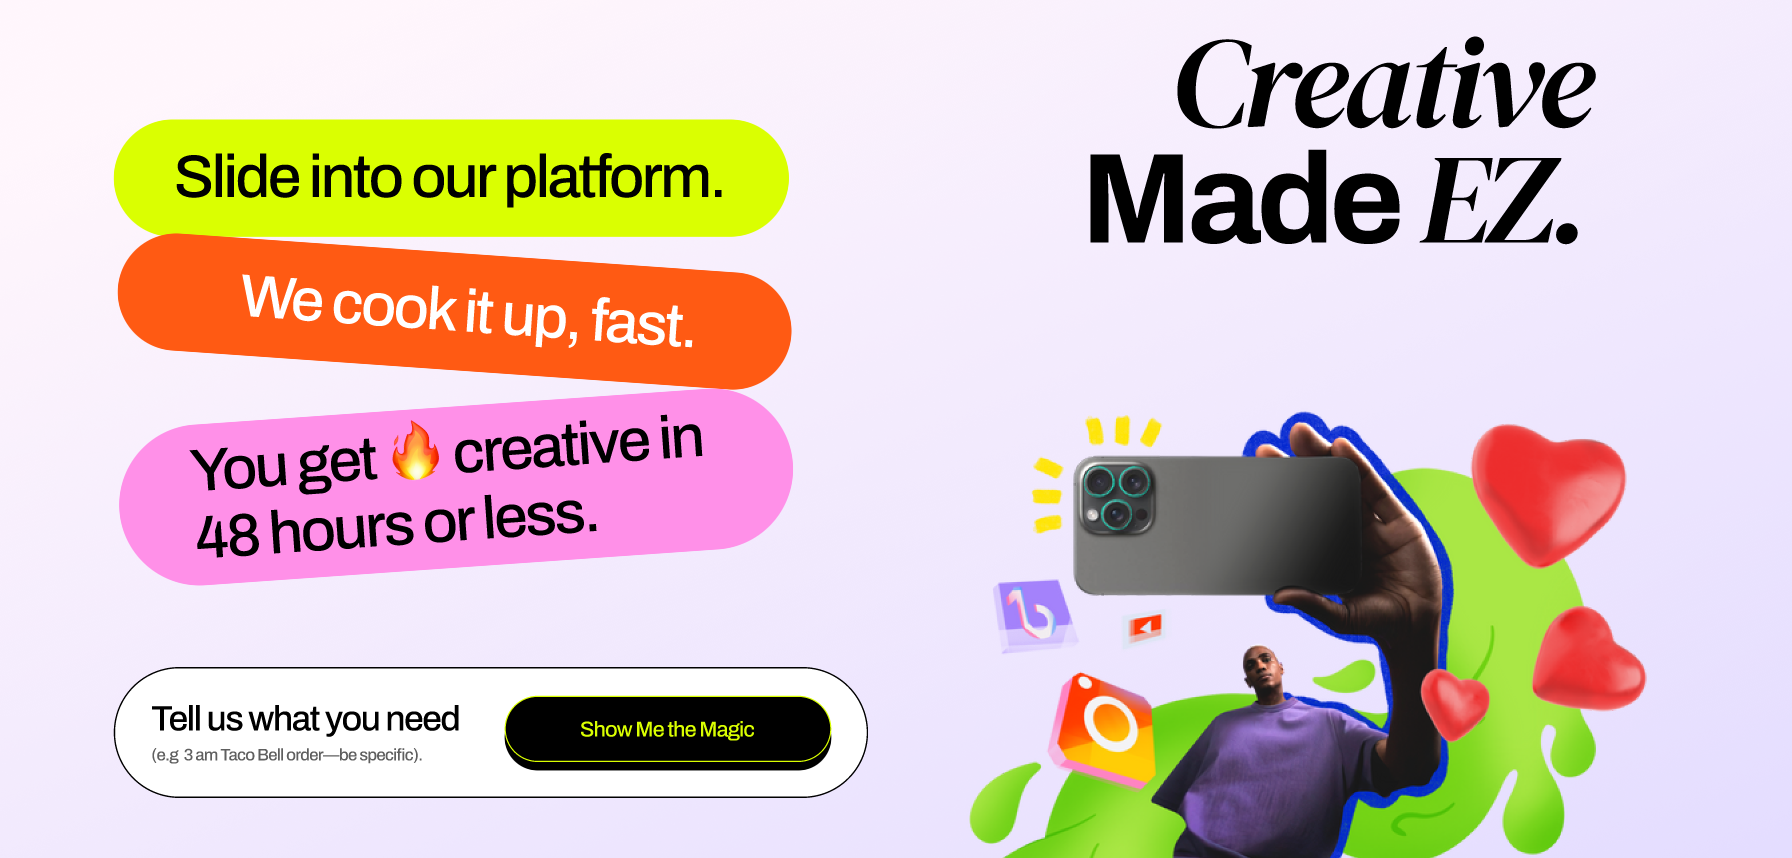 Creative
Made EZ.
Slide into our platform.
We cook it up, fast.
You get 🔥 creative in
48 hours or less.
Tell us what you need
(e.g 3 am Taco Bell order—be specific).
Show Me the Magic